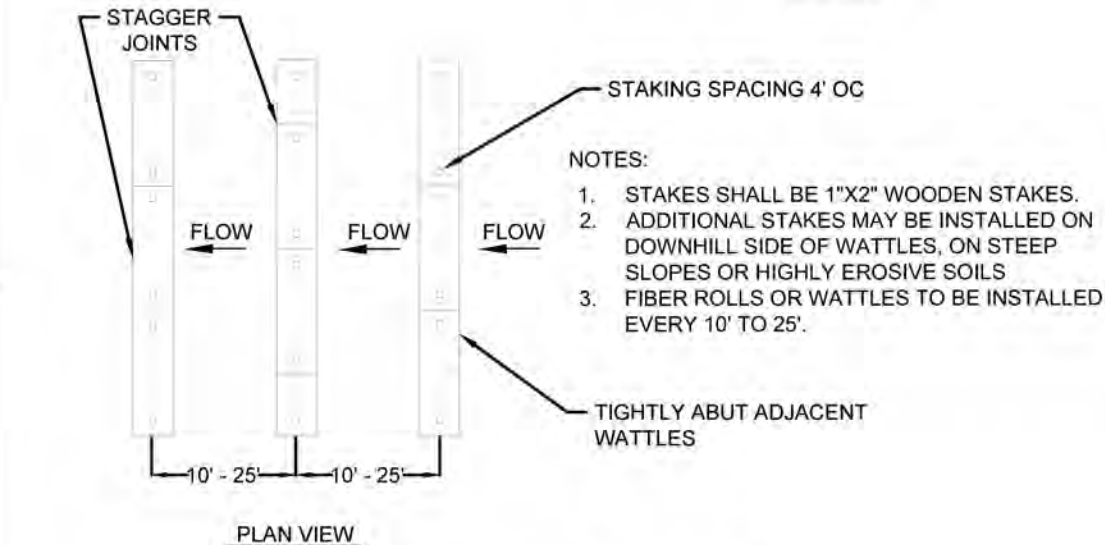 STAGGER
JOINTS
STAKING SPACING 4' OC
NOTES:
1. STAKES SHALL BE 1"X2" WOODEN STAKES.
2. ADDITIONAL STAKES MAY BE INSTALLED ON
DOWNHILL SIDE OF WATTLES, ON STEEP
SLOPES OR HIGHLY EROSIVE SOILS
3. FIBER ROLLS OR WATTLES TO BE INSTALLED
EVERY 10' TO 25'.
FLOW
FLOW
FLOW
TIGHTLY ABUT ADJACENT
WATTLES
10' - 25'
10' - 25'
PLAN VIEW